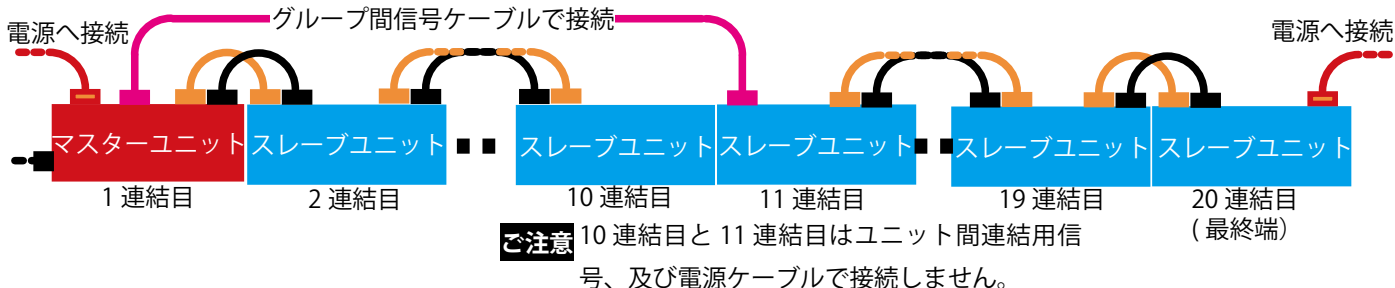 電源へ接続
グループ間信号ケーブルで接続
電源へ接続
マスターユニット
スレーブユニット
スレーブユニット
スレーブユニット
スレーブユニット
スレーブユニット
1 連結目
2 連結目
10 連結目
11 連結目
19 連結目
20 連結目
( 最終端）
ご注意 10 連結目と 11 連結目はユニット間連結用信
号、及び電源ケーブルで接続しません。